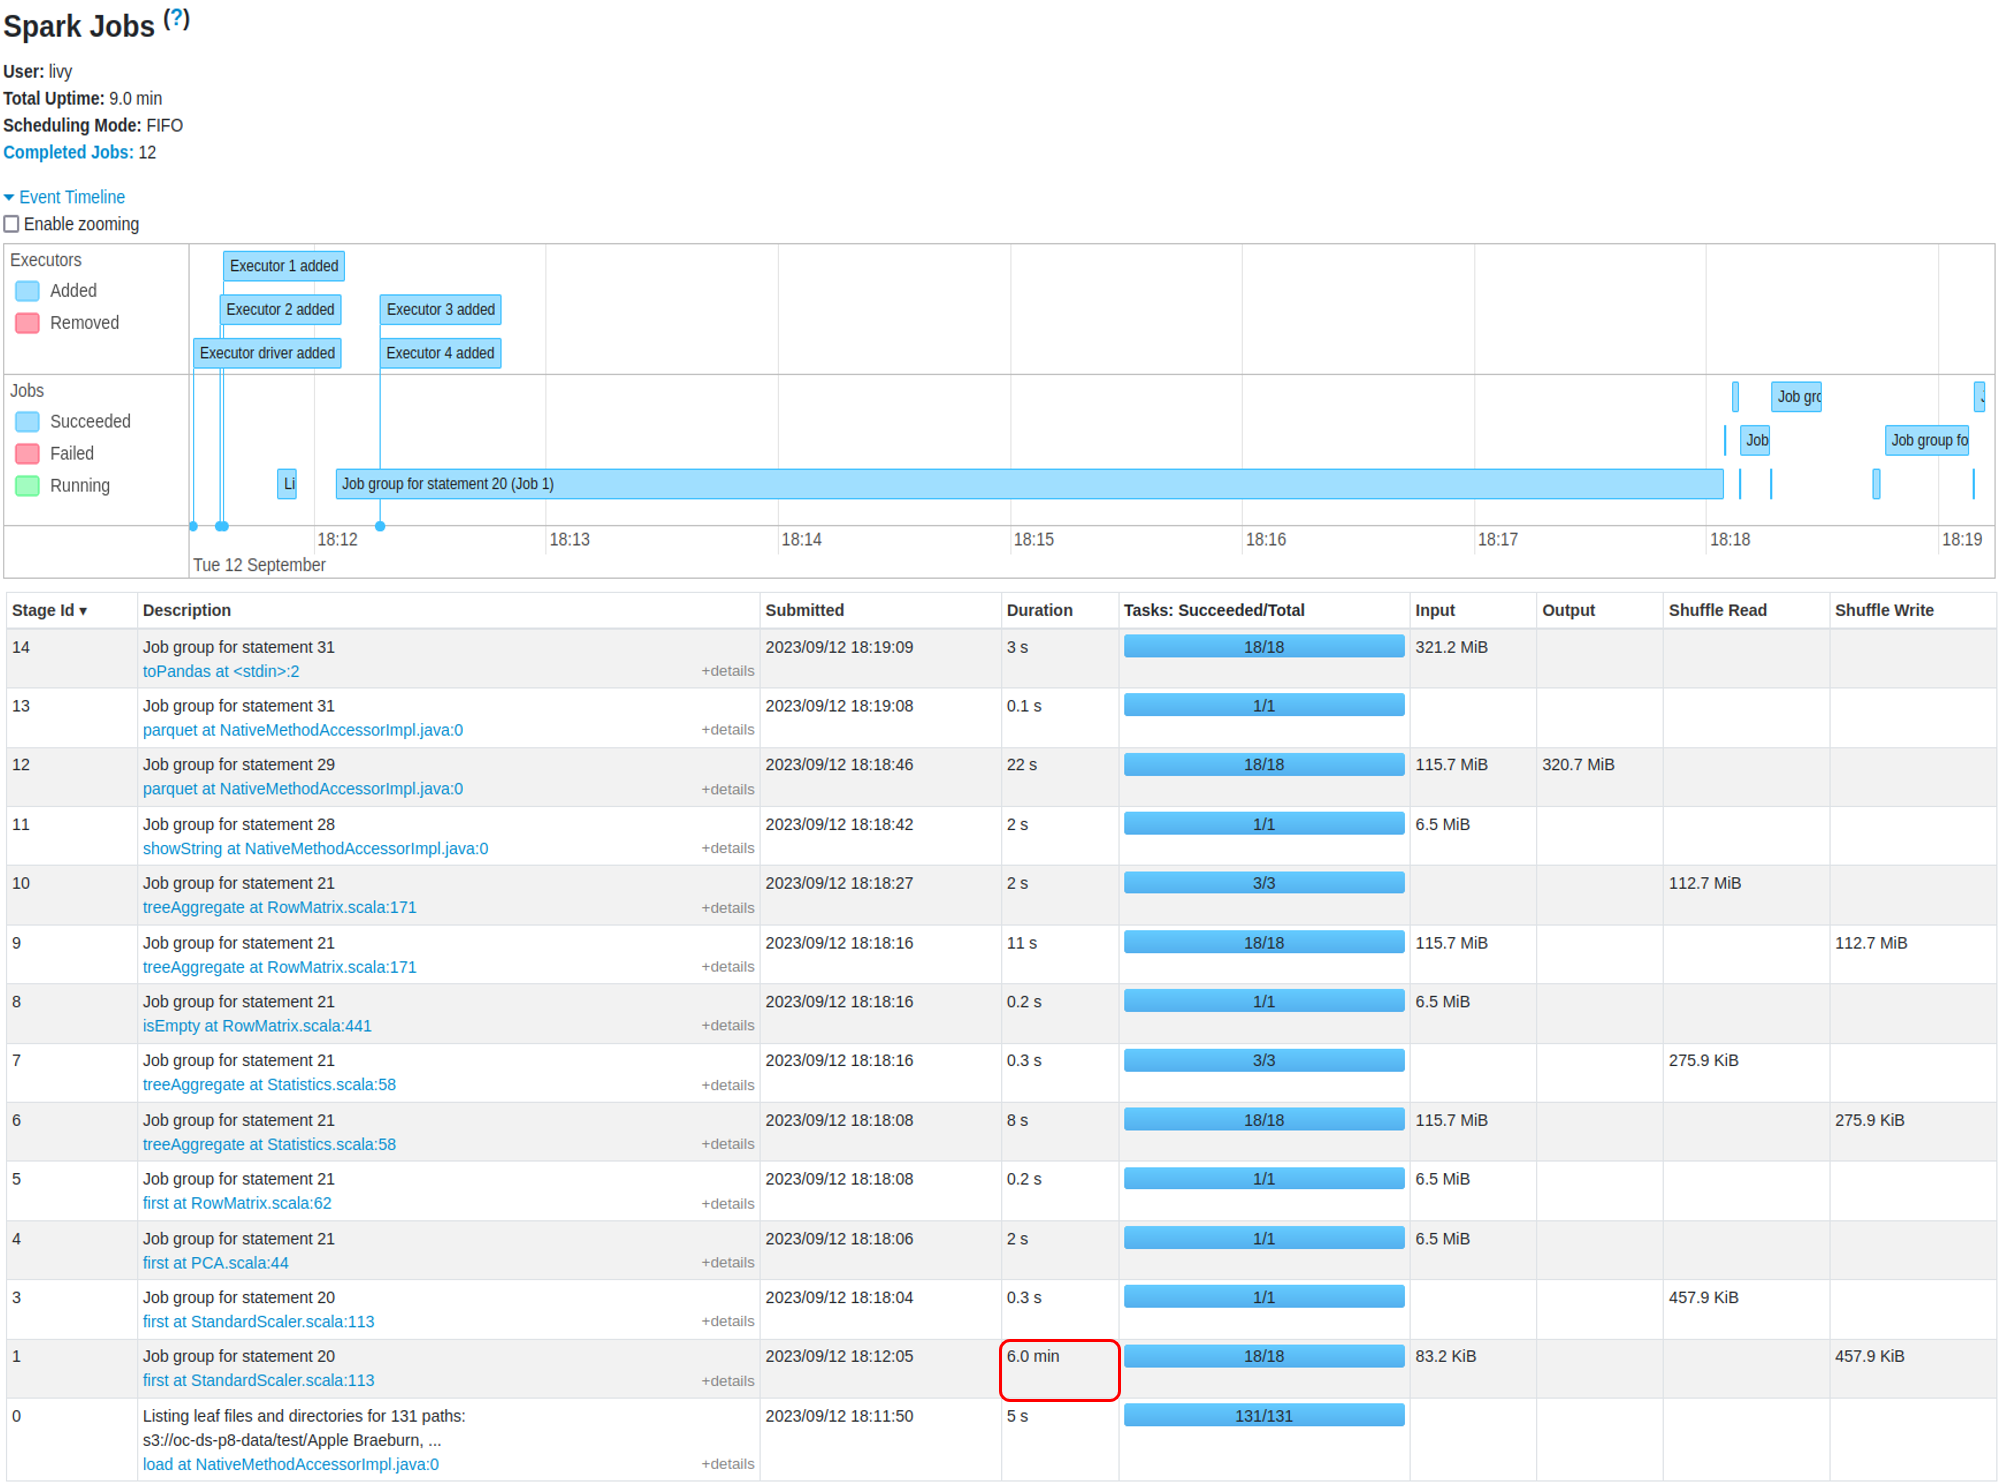 Spark Jobs (?)
User: livy
Total Uptime: 9.0 min
Scheduling Mode: FIFO
Completed Jobs: 12
Event Timeline
Enable zooming
Executors
Added
Removed
Executor 1 added
Executor 2 added
Executor 3 added
Executor driver added
Executor 4 added
Jobs
Succeeded
Failed
Running
Job gro
Job
Job group fo
Li
Job group for statement 20 (Job 1)
18:12 18:13 18:14 18:15 18:16 18:17 18:18 18:19
Tue 12 September
Stage Id ▾ Description Submitted Duration Tasks: Succeeded/Total Input Output Shuffle Read Shuffle Write
14 Job group for statement 31 2023/09/12 18:19:09 3 s 18/18 321.2 MiB
toPandas at <stdin>:2 +details
13 Job group for statement 31 2023/09/12 18:19:08 0.1 s 1/1
parquet at NativeMethodAccessorImpl.java:0 +details
12 Job group for statement 29 2023/09/12 18:18:46 22 s 18/18 115.7 MiB 320.7 MiB
parquet at NativeMethodAccessorImpl.java:0 +details
11 Job group for statement 28 2023/09/12 18:18:42 2 s 1/1 6.5 MiB
showString at NativeMethodAccessorImpl.java:0 +details
10 Job group for statement 21 2023/09/12 18:18:27 2 s 3/3 112.7 MiB
treeAggregate at RowMatrix.scala:171 +details
9 Job group for statement 21 2023/09/12 18:18:16 11 s 18/18 115.7 MiB 112.7 MiB
treeAggregate at RowMatrix.scala:171 +details
8 Job group for statement 21 2023/09/12 18:18:16 0.2 s 1/1 6.5 MiB
isEmpty at RowMatrix.scala:441 +details
7 Job group for statement 21 2023/09/12 18:18:16 0.3 s 3/3 275.9 KiB
treeAggregate at Statistics.scala:58 +details
6 Job group for statement 21 2023/09/12 18:18:08 8 s 18/18 115.7 MiB 275.9 KiB
treeAggregate at Statistics.scala:58 +details
5 Job group for statement 21 2023/09/12 18:18:08 0.2 s 1/1 6.5 MiB
first at RowMatrix.scala:62 +details
4 Job group for statement 21 2023/09/12 18:18:06 2 s 1/1 6.5 MiB
first at PCA.scala:44 +details
3 Job group for statement 20 2023/09/12 18:18:04 0.3 s 1/1 457.9 KiB
first at StandardScaler.scala:113 +details
1 Job group for statement 20 2023/09/12 18:12:05 6.0 min 18/18 83.2 KiB 457.9 KiB
first at StandardScaler.scala:113 +details
0 Listing leaf files and directories for 131 paths: 2023/09/12 18:11:50 5 s 131/131
s3://oc-ds-p8-data/test/Apple Braeburn, ...
load at NativeMethodAccessorImpl.java:0 +details